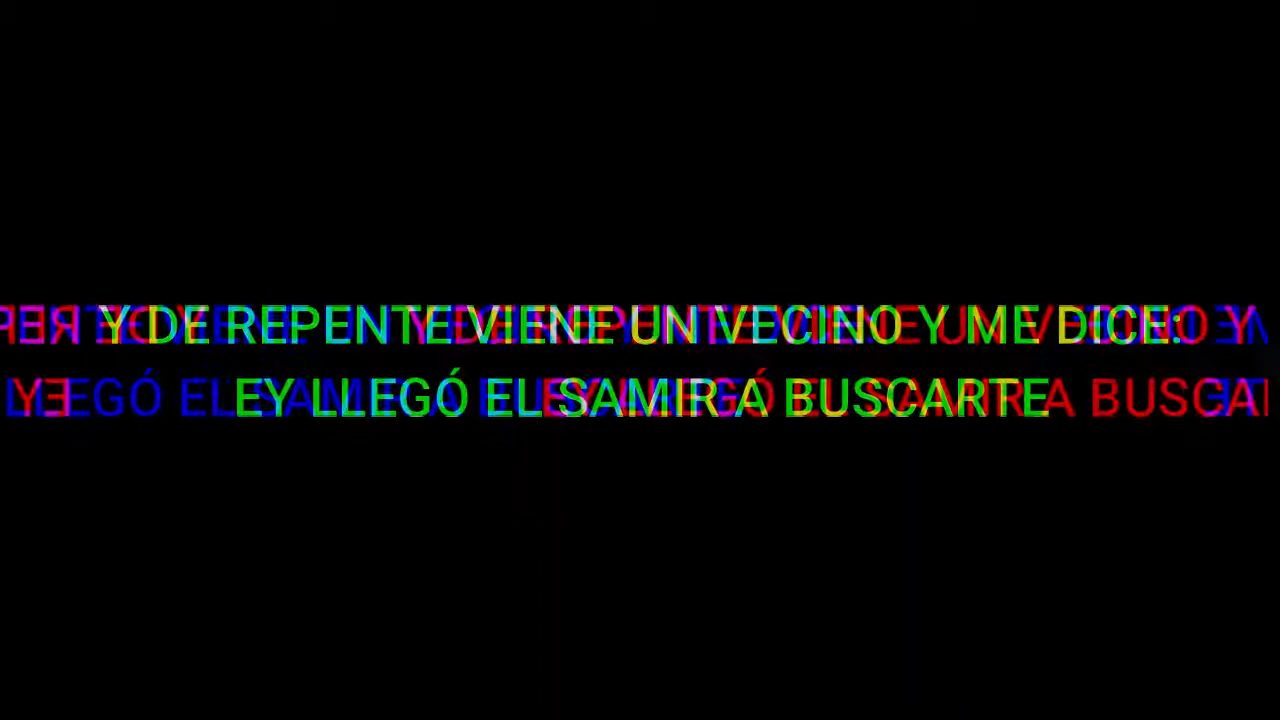 Y DE REPENTE VIENE UN VECINO Y ME DICE:
EY LLEGÓ EL SAMIR A BUSCARTE